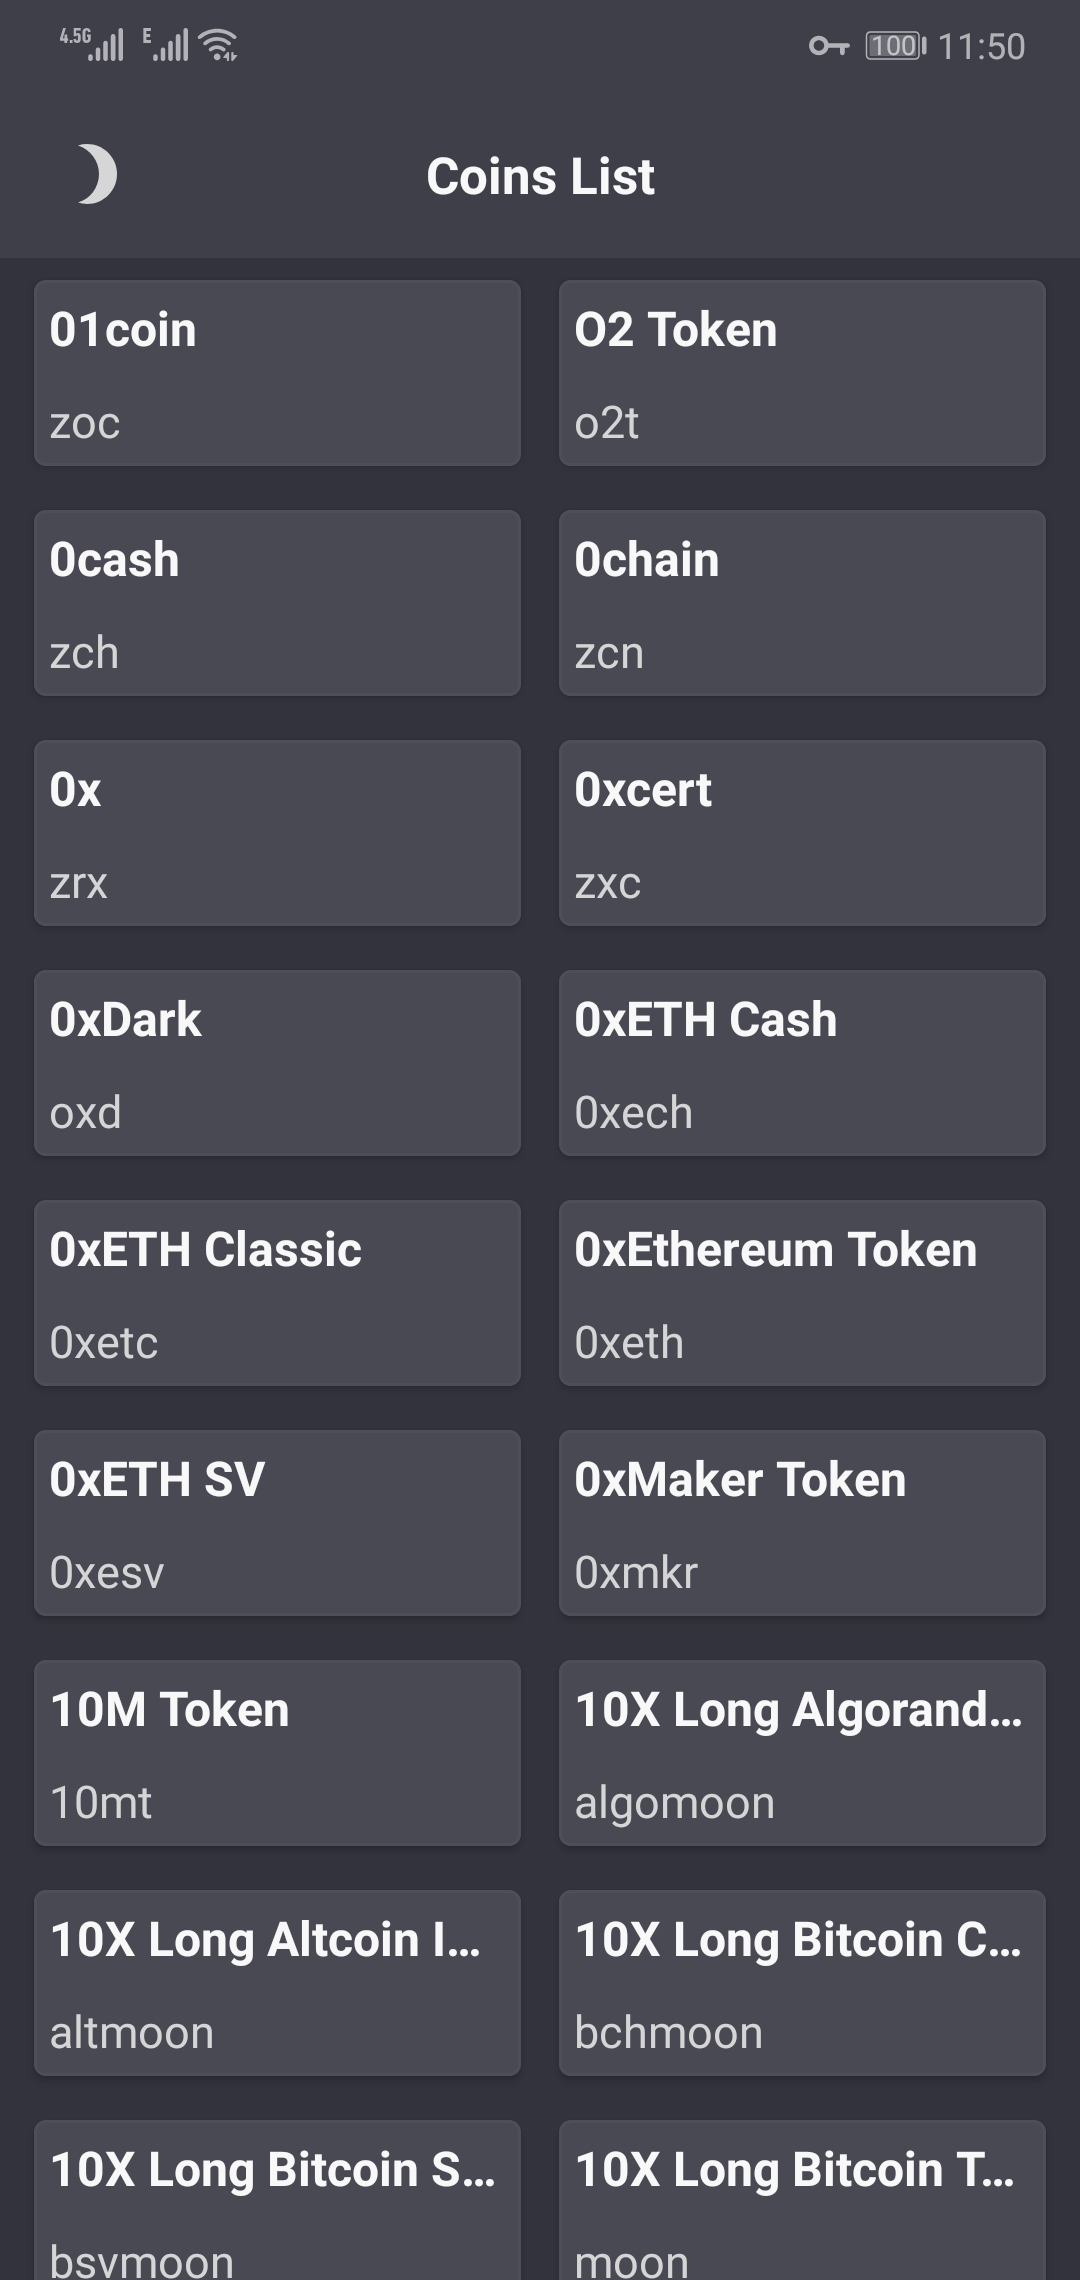 4.5G E 100 11:50
Coins List
01coin
zoc
O2 Token
o2t
0cash
zch
0chain
zcn
0x
zrx
0xcert
zxc
0xDark
oxd
0xETH Cash
0xech
0xETH Classic
0xetc
0xEthereum Token
0xeth
0xETH SV
0xesv
0xMaker Token
0xmkr
10M Token
10mt
10X Long Algorand...
algomoon
10X Long Altcoin I...
altmoon
10X Long Bitcoin C...
bchmoon
10X Long Bitcoin S...
bsvmoon
10X Long Bitcoin T...
moon